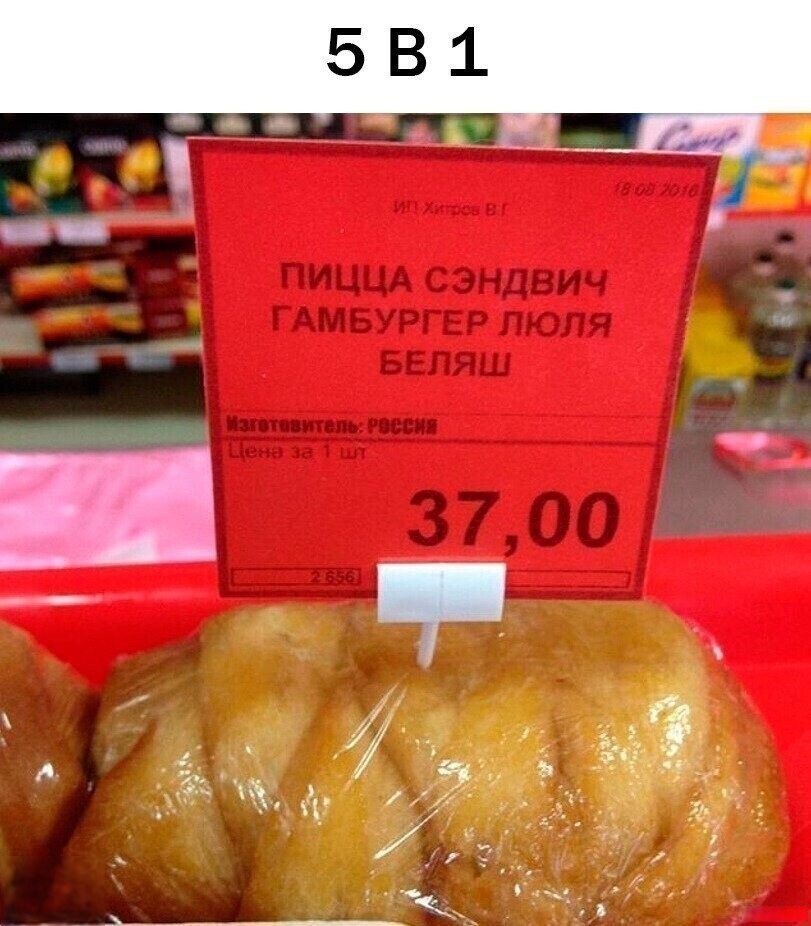 5 В 1
18 08 2016
ИП Хитров В Г
ПИЦЦА СЭНДВИЧ
ГАМБУРГЕР ЛЮЛЯ
БЕЛЯШ
Изготовитель: РОССИЯ
Цена за 1 шт
37,00
2 656